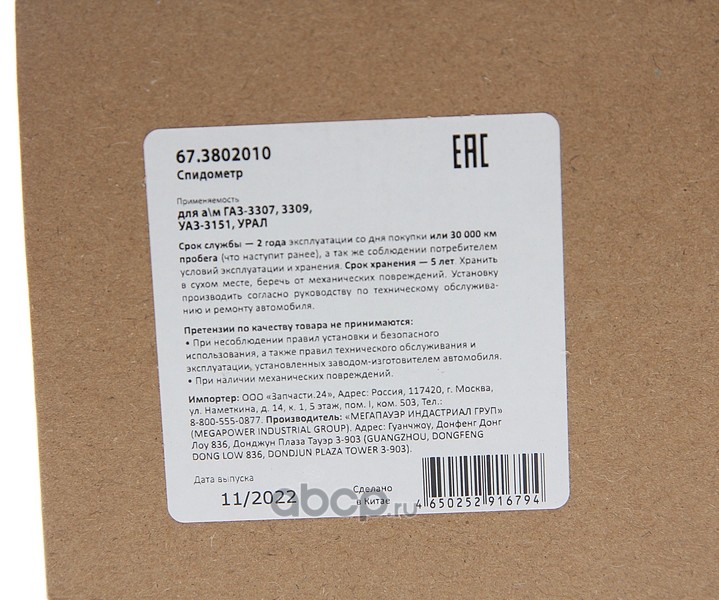 67.3802010
EAC
Спидометр
Применяемость
для а\м ГАЗ-3307, 3309,
УАЗ-3151, УРАЛ
Срок службы — 2 года эксплуатации со дня покупки или 30 000 км
пробега (что наступит ранее), а так же соблюдении потребителем
условий эксплуатации и хранения. Срок хранения — 5 лет. Хранить
в сухом месте, беречь от механических повреждений. Установку
производить согласно руководству по техническому обслужива-
нию и ремонту автомобиля.
Претензии по качеству товара не принимаются:
• При несоблюдении правил установки и безопасного
использования, а также правил технического обслуживания и
эксплуатации, установленных заводом-изготовителем автомобиля.
• При наличии механических повреждений.
Импортер: ООО «Запчасти.24», Адрес: Россия, 117420, г. Москва,
ул. Наметкина, д. 14, к. 1, 5 этаж, пом. I, ком. 503, Тел.:
8-800-555-0877. Производитель: «МЕГАПАУЭР ИНДАСТРИАЛ ГРУП»
(MEGAPOWER INDUSTRIAL GROUP). Адрес: Гуанчжоу, Донфенг Донг
Лоу 836, Донджун Плаза Тауэр 3-903 (GUANGZHOU, DONGFENG
DONG LOW 836, DONDJUN PLAZA TOWER 3-903).
Дата выпуска
11/2022
Сделано
в Китае
4 650252 916794
abcp.ru